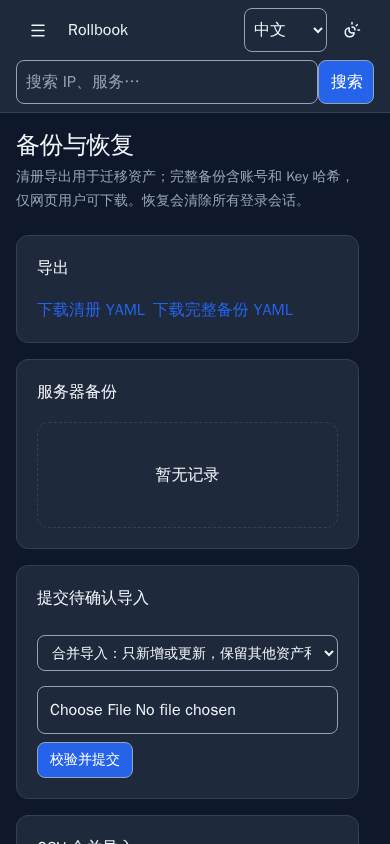 Rollbook
中文
搜索 IP、服务…
搜索
备份与恢复
清册导出用于迁移资产；完整备份含账号和 Key 哈希，
仅网页用户可下载。恢复会清除所有登录会话。
导出
下载清册 YAML 下载完整备份 YAML
服务器备份
暂无记录
提交待确认导入
合并导入：只新增或更新，保留其他资产和
Choose File No file chosen
校验并提交